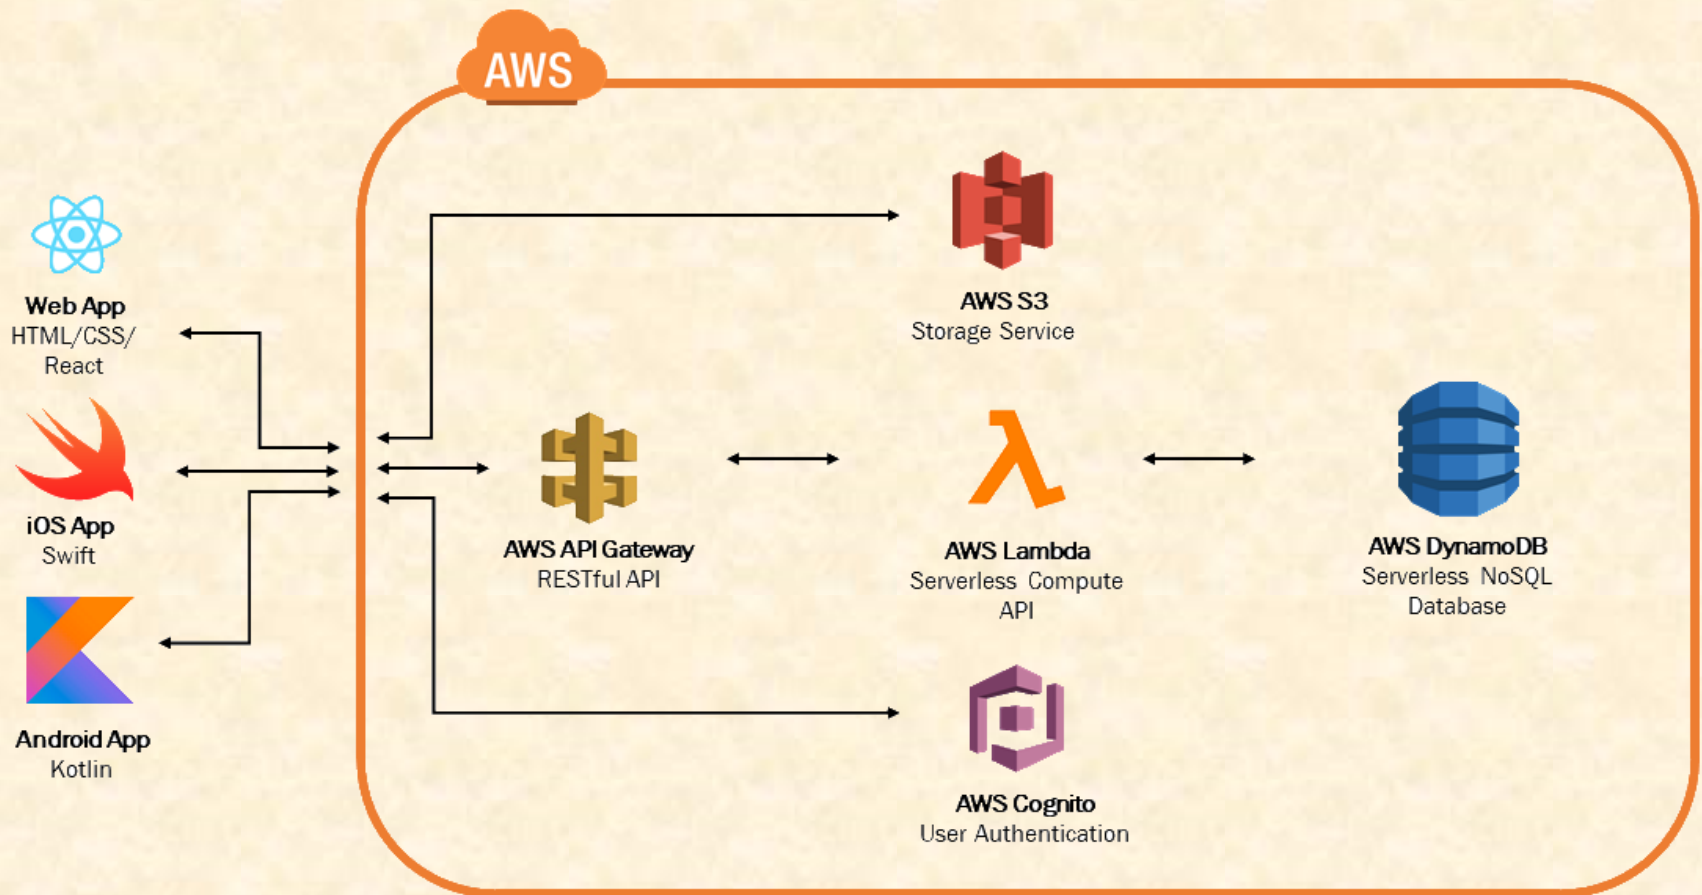 AWS
Web App
HTML/CSS/
React
iOS App
Swift
Android App
Kotlin
AWS S3
Storage Service
AWS API Gateway
RESTful API
AWS Lambda
Serverless Compute
API
AWS DynamoDB
Serverless NoSQL
Database
AWS Cognito
User Authentication